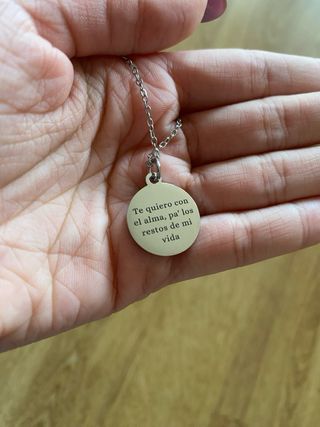 Te quiero con
el alma, pa' los
restos de mi
vida